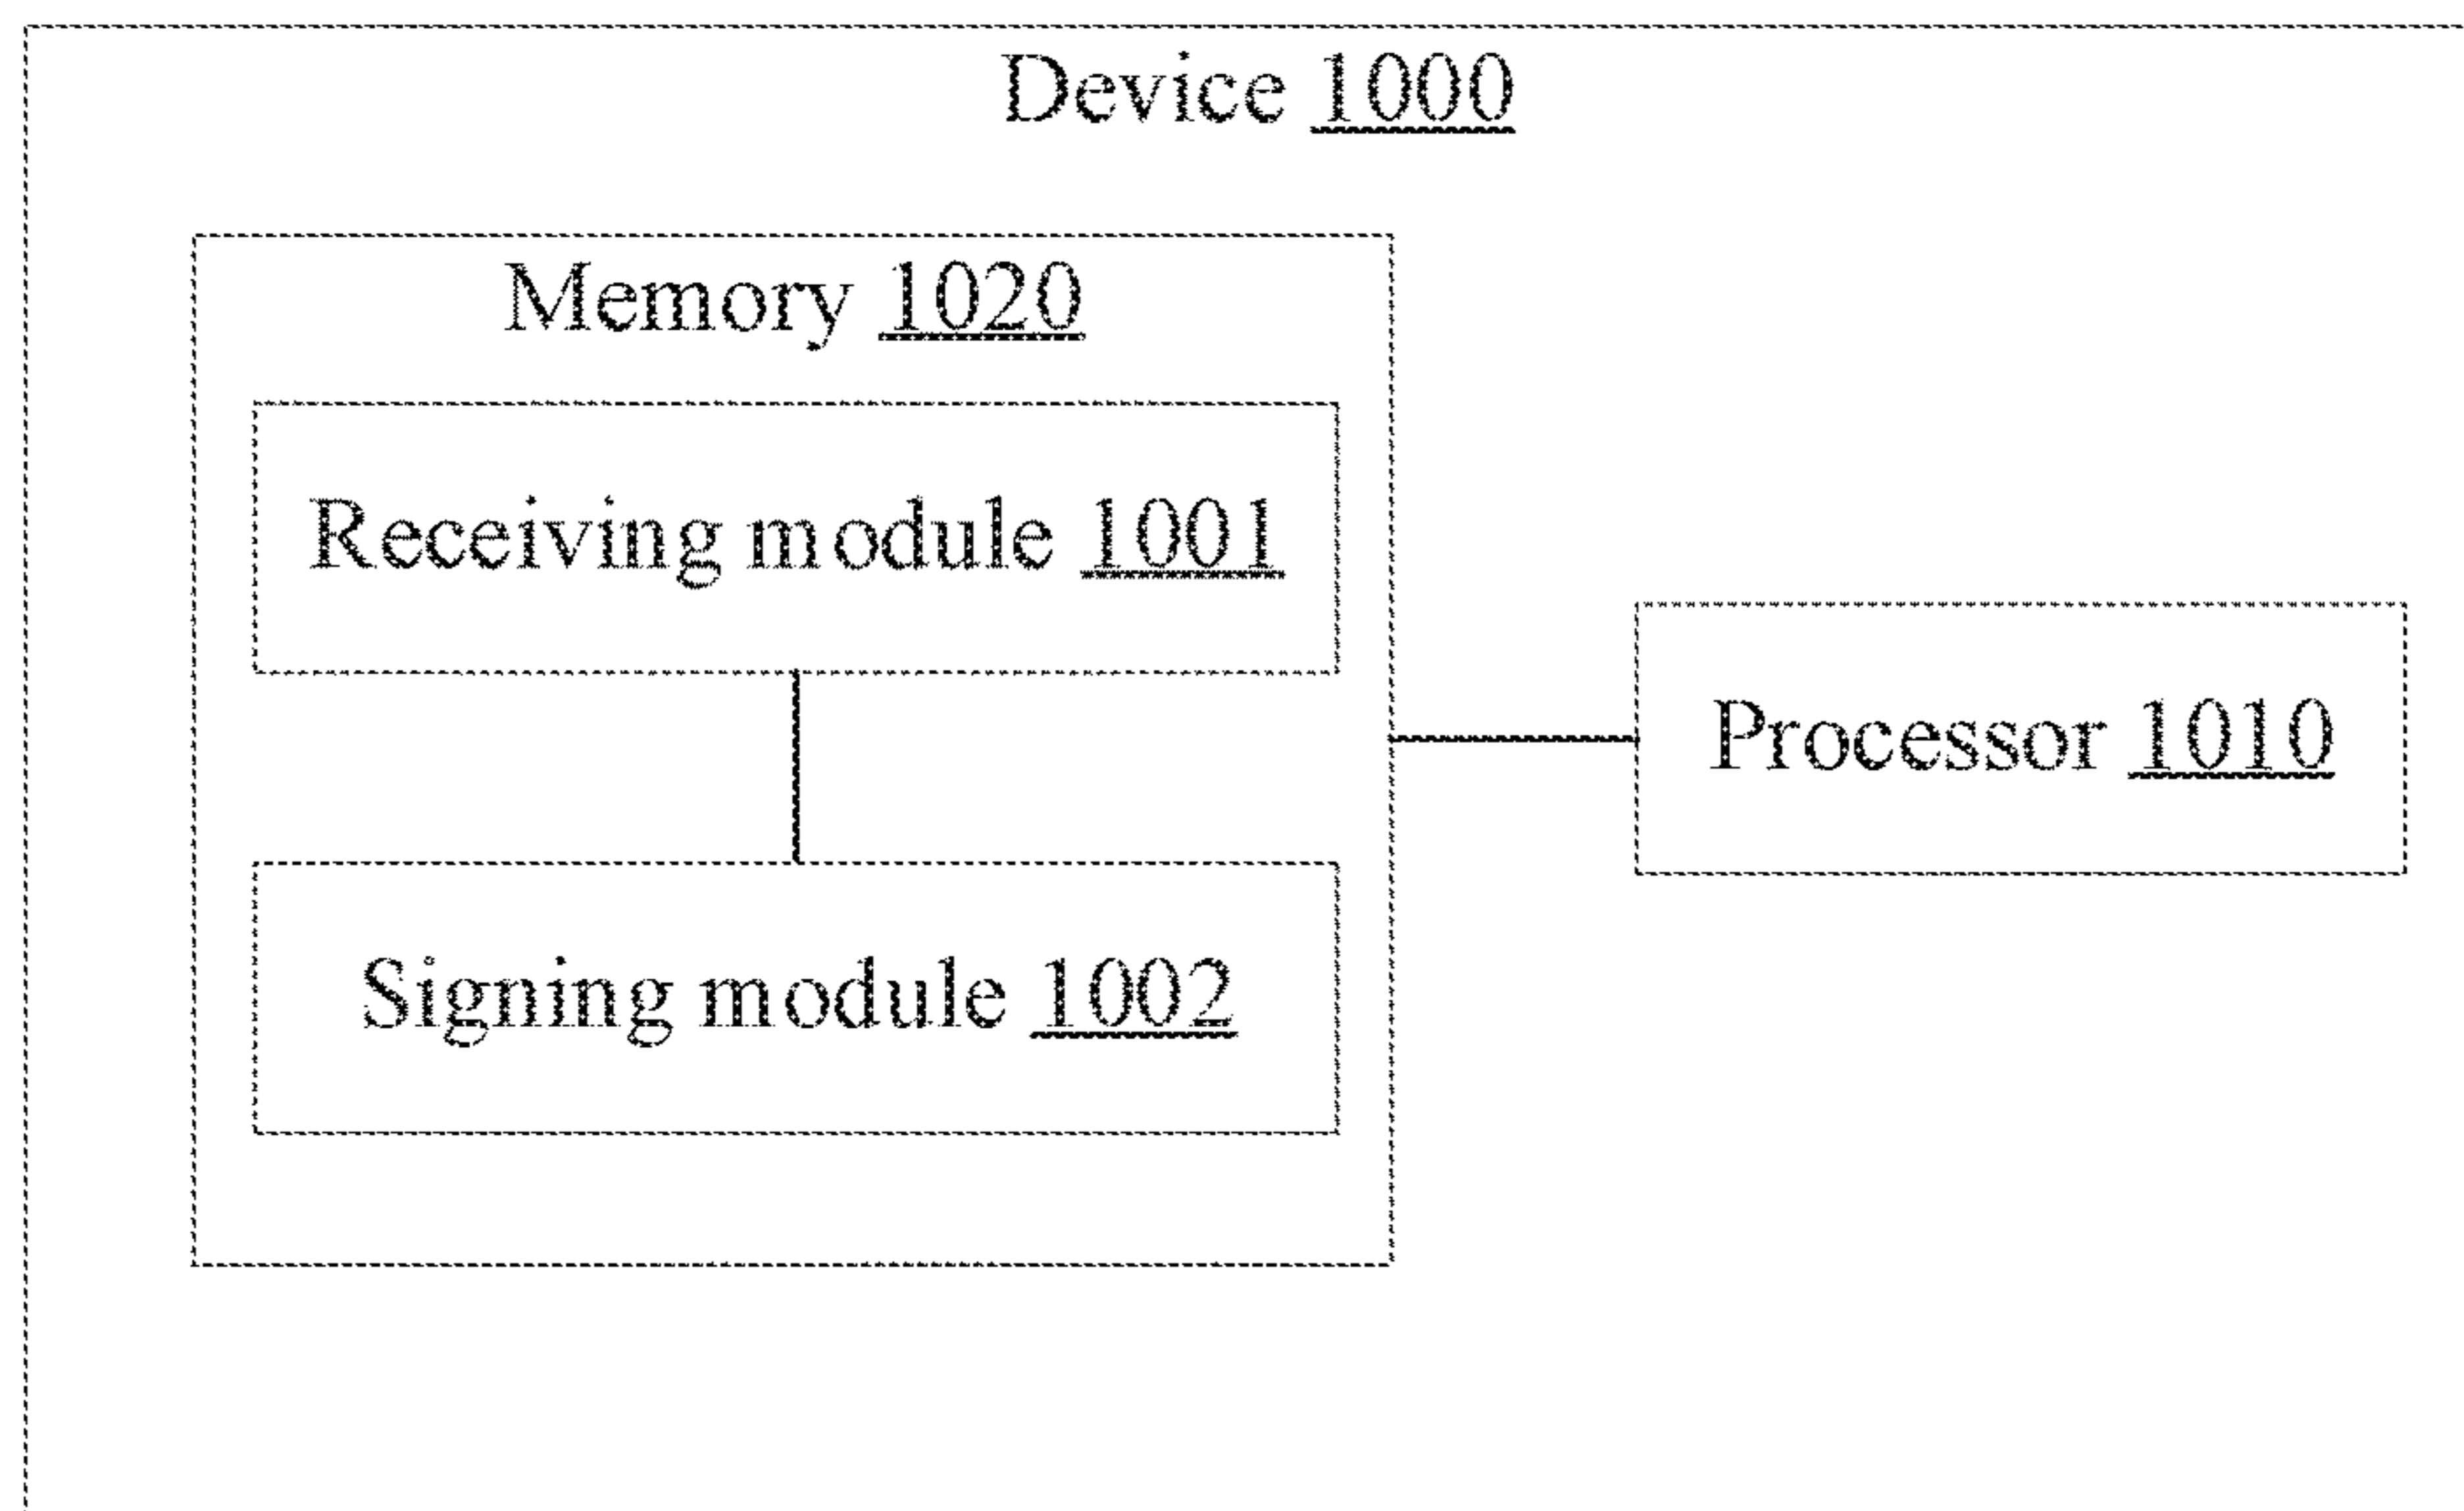 Device 1000
Memory 1020
Receiving module 1001
Processor 1010
Signing module 1002